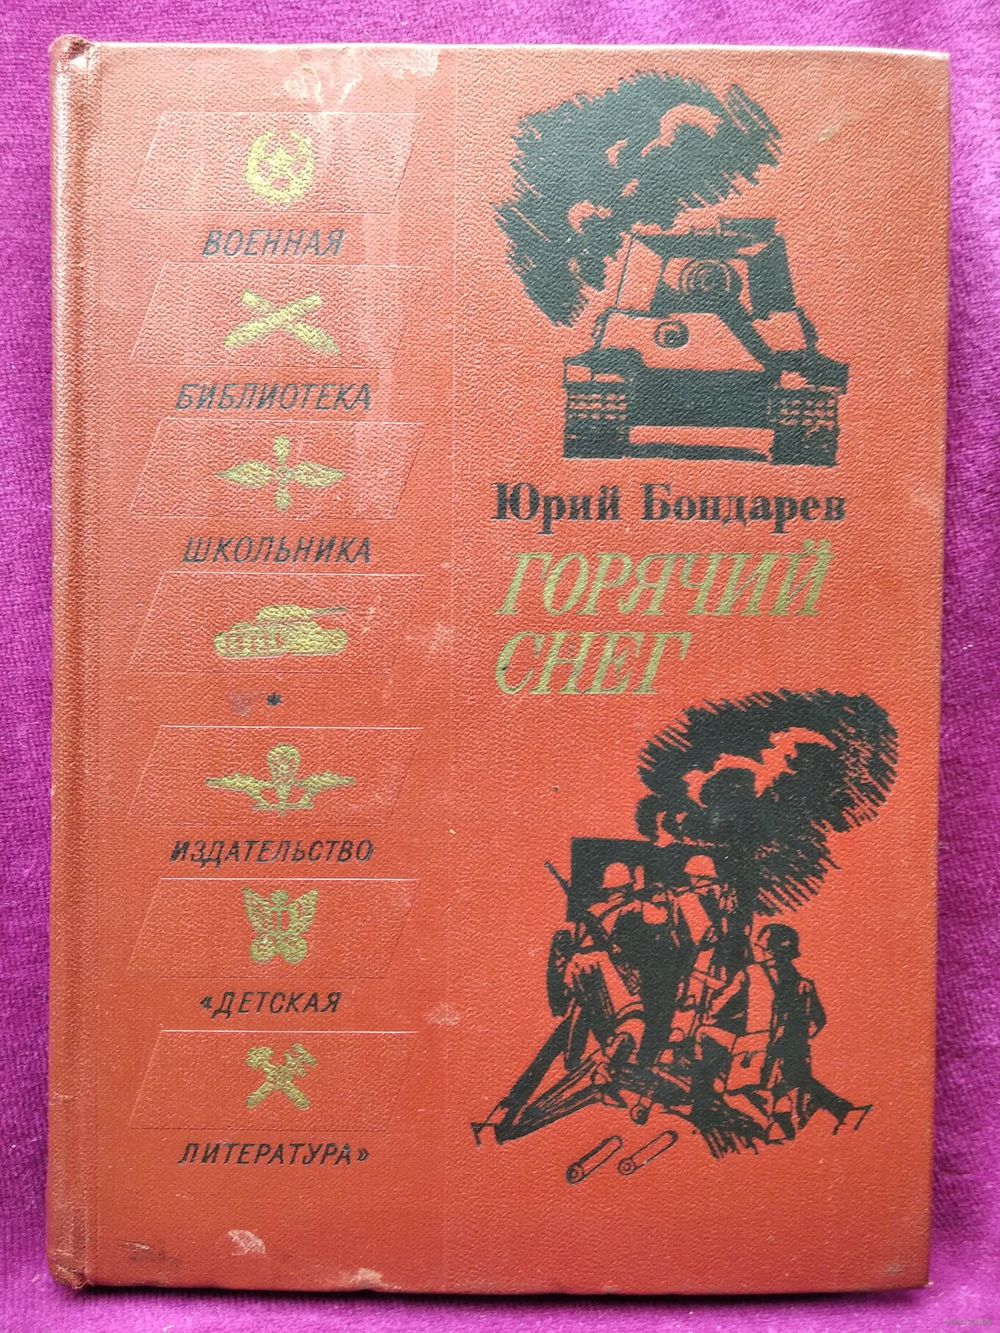 ВОЕННАЯ
БИБЛИОТЕКА
ШКОЛЬНИКА
*
ИЗДАТЕЛЬСТВО
«ДЕТСКАЯ
ЛИТЕРАТУРА»
Юрий Бондарев
ГОРЯЧИЙ
СНЕГ